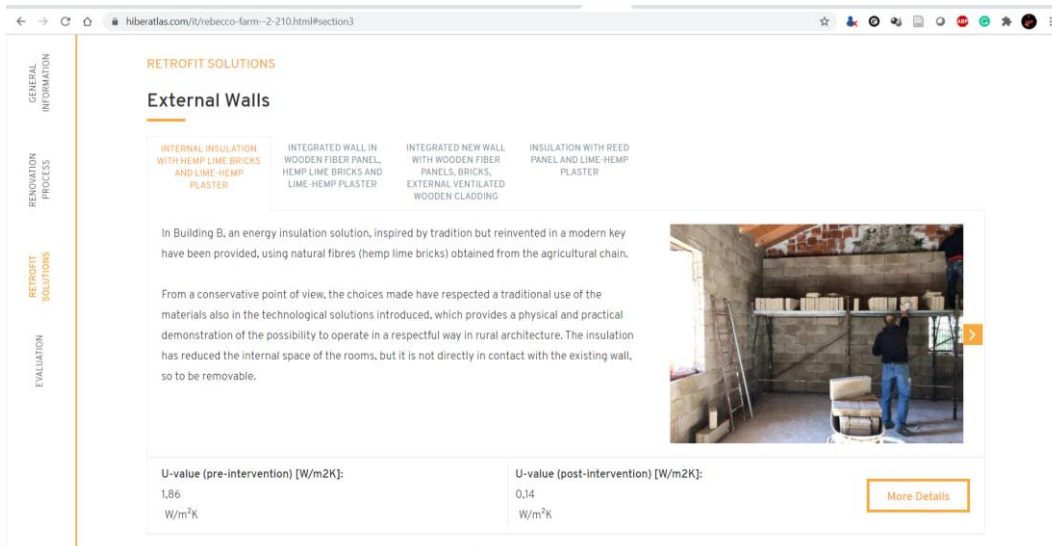 hiberatlas.com/it/rebecco-farm--2-210.html#section3
ABP
GENERAL
INFORMATION
RENOVATION
PROCESS
RETROFIT
SOLUTIONS
EVALUATION
RETROFIT SOLUTIONS
External Walls
INTERNAL INSULATION
WITH HEMP LIME BRICKS
AND LIME-HEMP
PLASTER
INTEGRATED WALL IN
WOODEN FIBER PANEL,
HEMP LIME BRICKS AND
LIME-HEMP PLASTER
INTEGRATED NEW WALL
WITH WOODEN FIBER
PANELS, BRICKS,
EXTERNAL VENTILATED
WOODEN CLADDING
INSULATION WITH REED
PANEL AND LIME-HEMP
PLASTER
In Building B, an energy insulation solution, inspired by tradition but reinvented in a modern key
have been provided, using natural fibres (hemp lime bricks) obtained from the agricultural chain.
From a conservative point of view, the choices made have respected a traditional use of the
materials also in the technological solutions introduced, which provides a physical and practical
demonstration of the possibility to operate in a respectful way in rural architecture. The insulation
has reduced the internal space of the rooms, but it is not directly in contact with the existing wall,
so to be removable.
U-value (pre-intervention) [W/m2K]:
1,86
W/m²K
U-value (post-intervention) [W/m2K]:
0,14
W/m²K
More Details